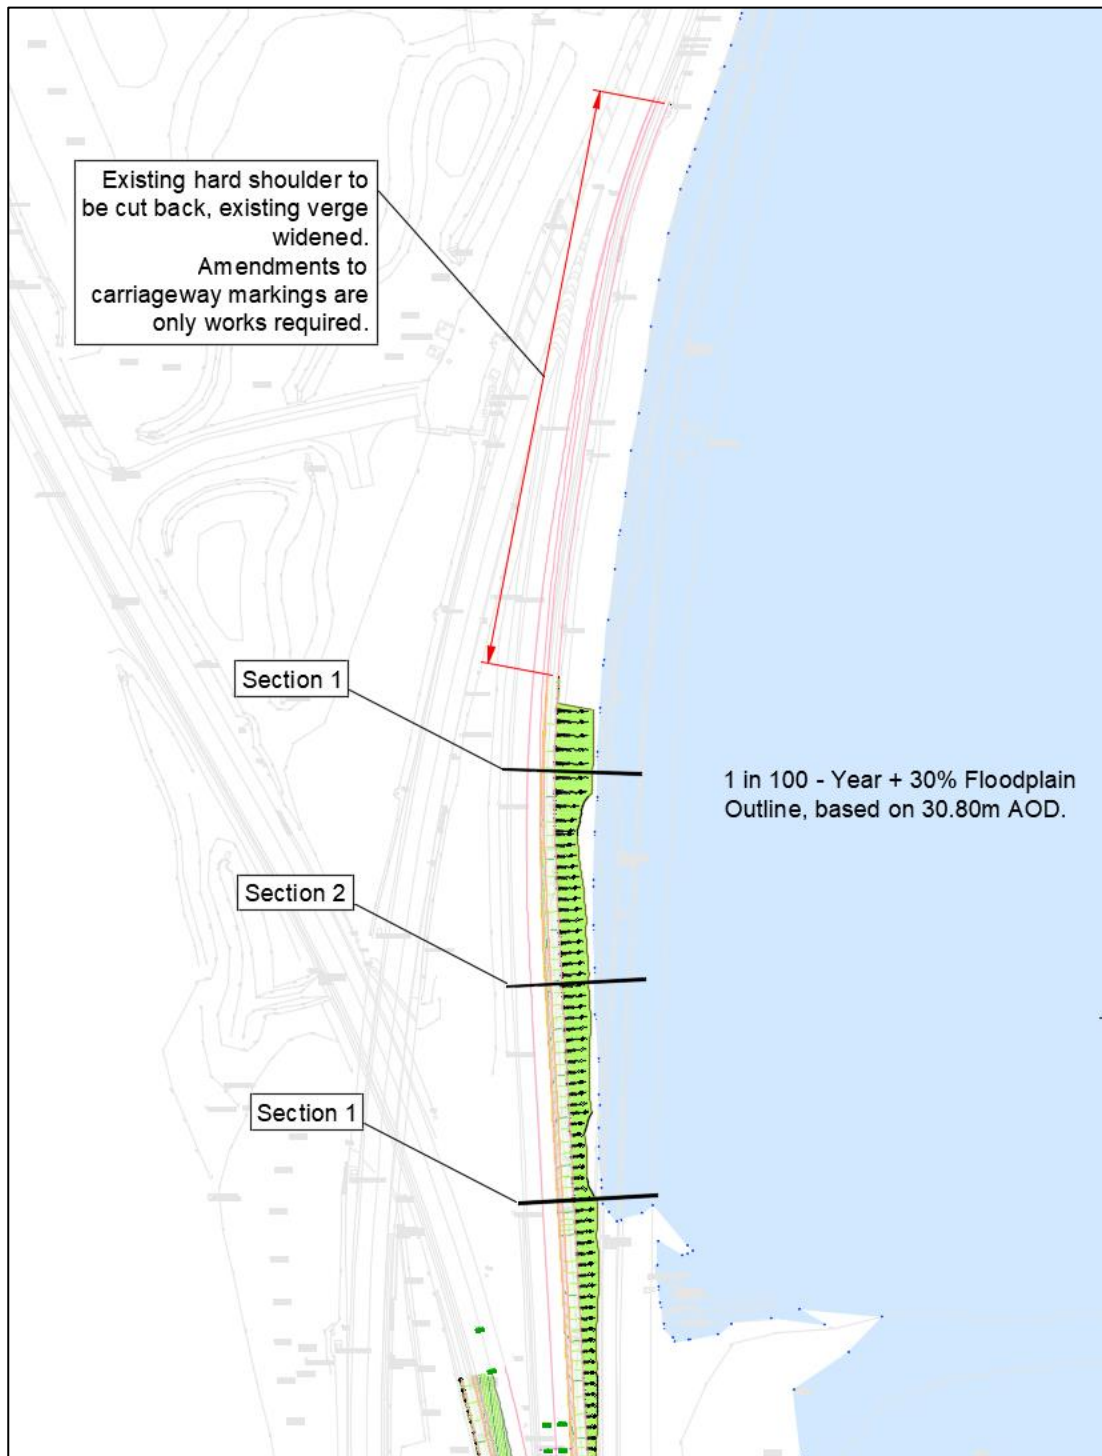 Existing hard shoulder to
be cut back, existing verge
widened.
Amendments to
carriageway markings are
only works required.
Section 1
1 in 100 - Year + 30% Floodplain
Outline, based on 30.80m AOD.
Section 2
Section 1